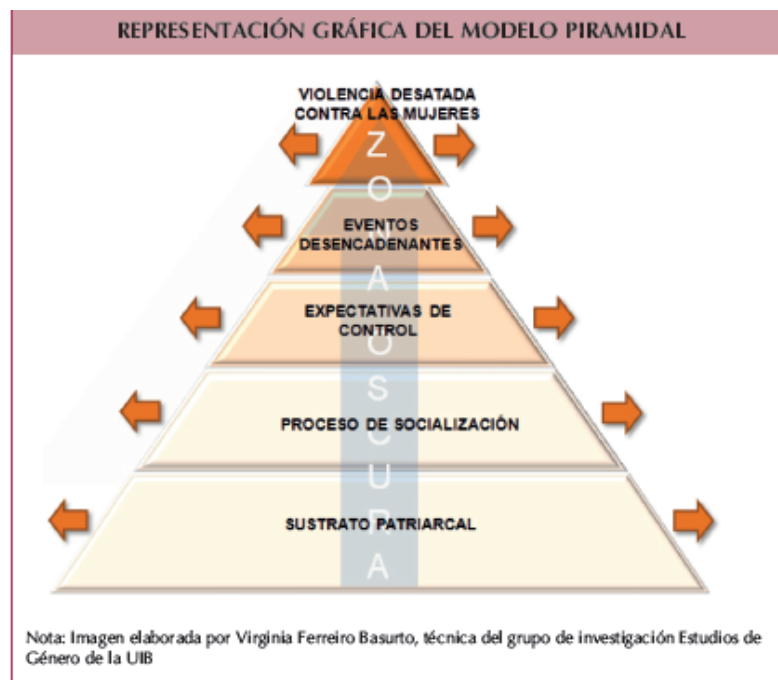 REPRESENTACIÓN GRÁFICA DEL MODELO PIRAMIDAL
VIOLENCIA DESATADA
CONTRA LAS MUJERES
EVENTOS
DESENCADENANTES
EXPECTATIVAS DE
CONTROL
PROCESO DE SOCIALIZACIÓN
SUSTRATO PATRIARCAL
ZONA OSCURA
Nota: Imagen elaborada por Virginia Ferreiro Basurto, técnica del grupo de investigación Estudios de
Género de la UIB